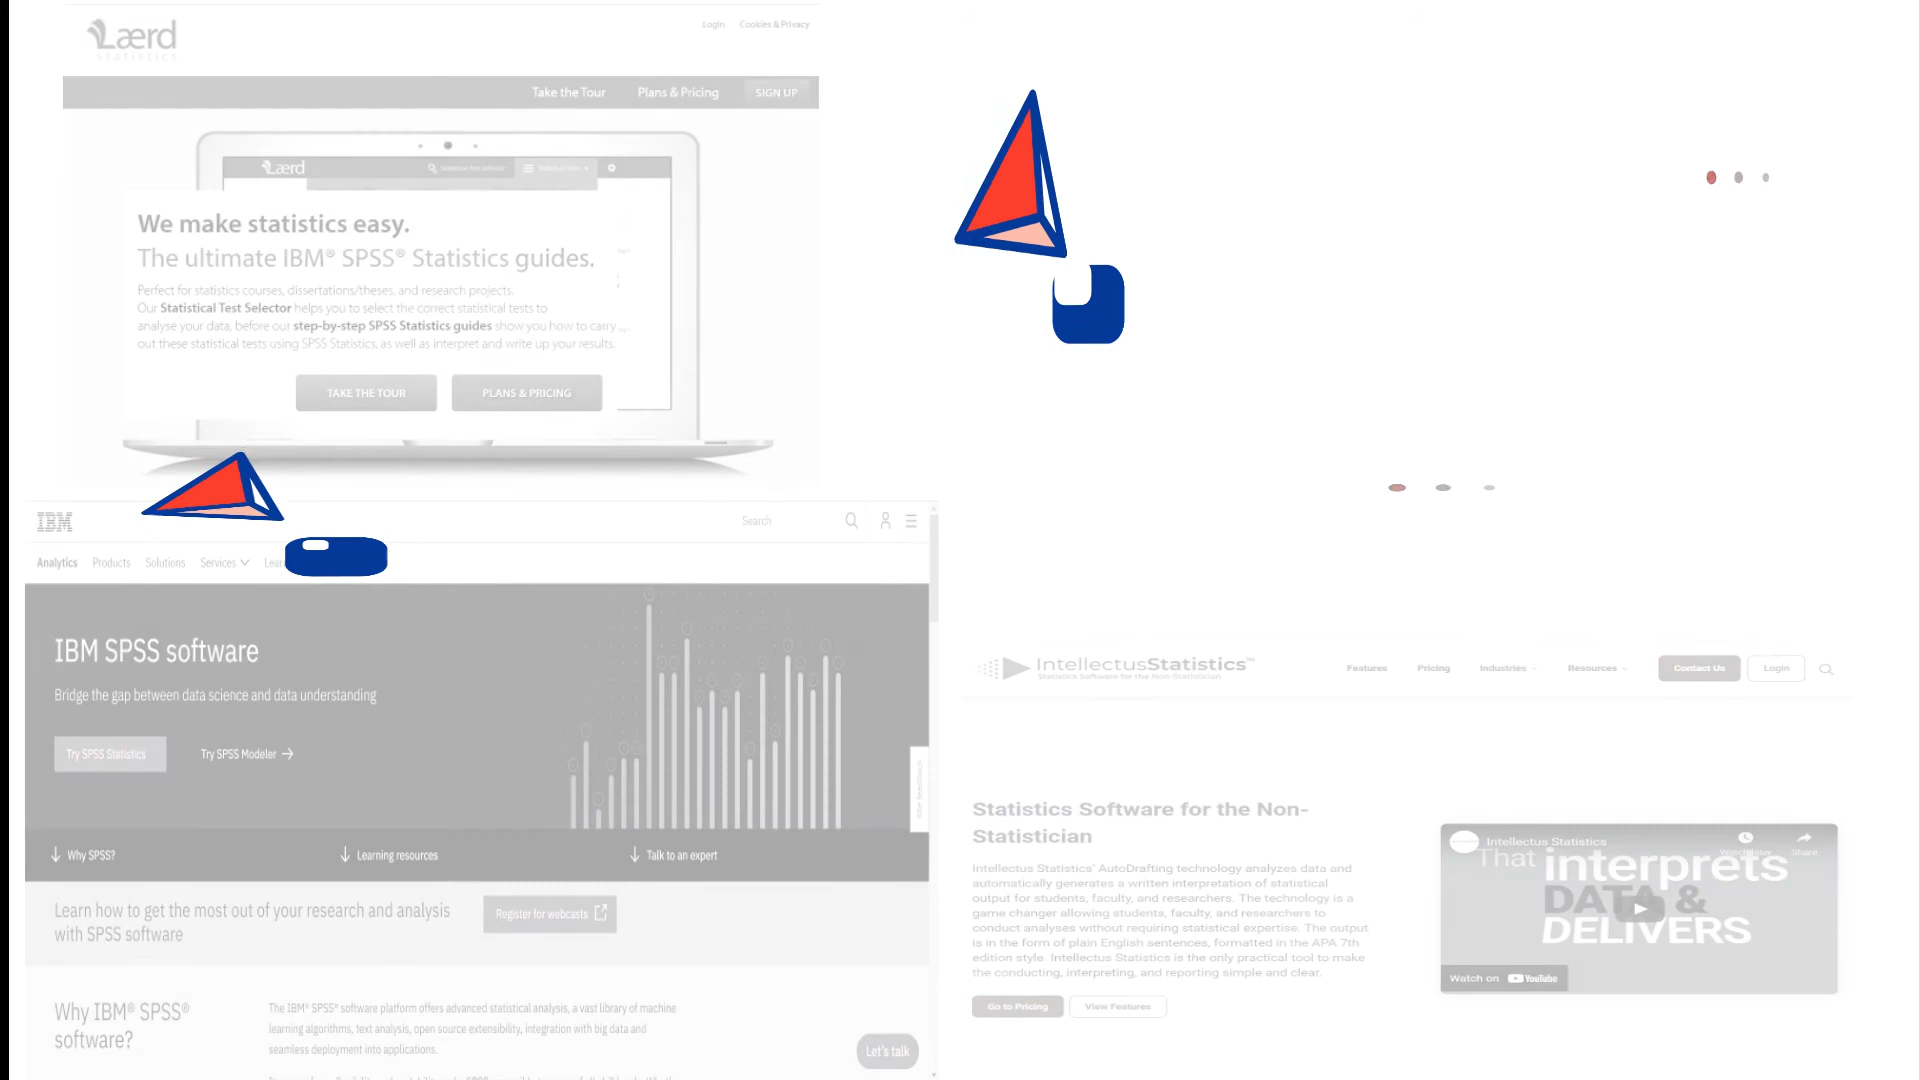 Lærd
statistics
Login Cookies & Privacy
Take the Tour Plans & Pricing SIGN UP
Lærd
We make statistics easy.
The ultimate IBM® SPSS® Statistics guides.
Perfect for statistics courses, dissertations/theses, and research projects.
Our Statistical Test Selector helps you to select the correct statistical tests to
analyse your data, before our step-by-step SPSS Statistics guides show you how to carry
out these statistical tests using SPSS Statistics, as well as interpret and write up your results.
TAKE THE TOUR PLANS & PRICING
IBM
Search
Analytics Products Solutions Services
IBM SPSS software
Bridge the gap between data science and data understanding
Try SPSS Statistics Try SPSS Modeler
Site feedback
Why SPSS? Learning resources Talk to an expert
Learn how to get the most out of your research and analysis
with SPSS software
Register for webcasts
Why IBM® SPSS®
software?
The IBM® SPSS® software platform offers advanced statistical analysis, a vast library of machine
learning algorithms, text analysis, open source extensibility, integration with big data and
seamless deployment into applications.
Let's talk
IntellectusStatistics™
Statistics Software for the Non-Statistician
Features Pricing Industries Resources Contact Us Login
Statistics Software for the Non-
Statistician
Intellectus Statistics' AutoDrafting technology analyzes data and
automatically generates a written interpretation of statistical
output for students, faculty, and researchers. The technology is a
game changer allowing students, faculty, and researchers to
conduct analyses without requiring statistical expertise. The output
is in the form of plain English sentences, formatted in the APA 7th
edition style. Intellectus Statistics is the only practical tool to make
the conducting, interpreting, and reporting simple and clear.
Go to Pricing View Features
Intellectus Statistics
Watch later Share
That interprets
DATA &
DELIVERS
Watch on YouTube